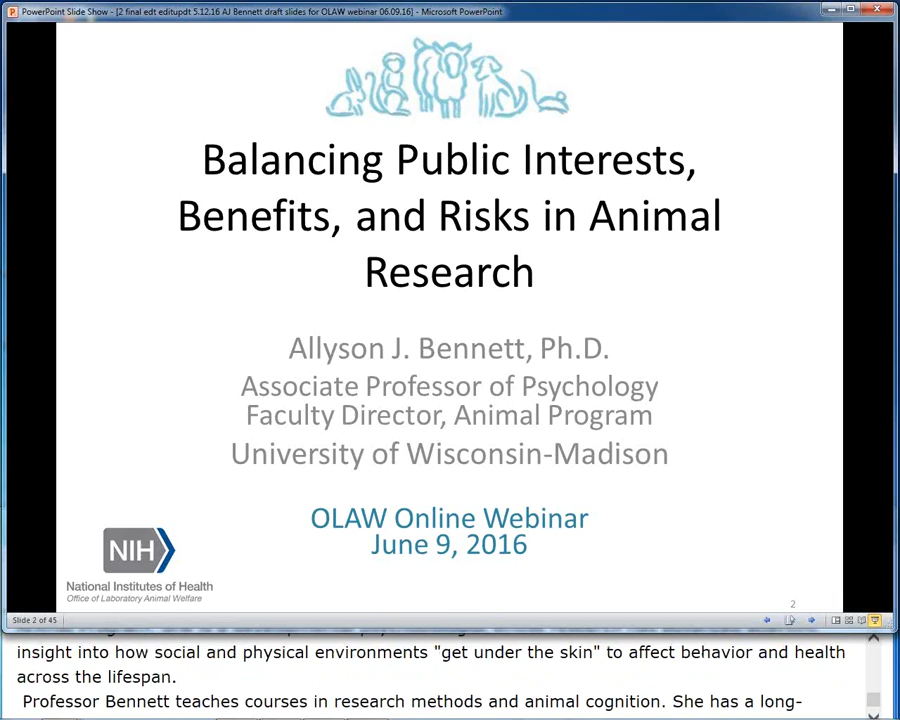 PowerPoint Slide Show - [2 final edt editupdt 5.12.16 AJ Bennett draft slides for OLAW webinar 06.09.16] - Microsoft PowerPoint
Balancing Public Interests,
Benefits, and Risks in Animal
Research
Allyson J. Bennett, Ph.D.
Associate Professor of Psychology
Faculty Director, Animal Program
University of Wisconsin-Madison
OLAW Online Webinar
June 9, 2016
NIH
National Institutes of Health
Office of Laboratory Animal Welfare
2
Slide 2 of 45
insight into how social and physical environments "get under the skin" to affect behavior and health
across the lifespan.
Professor Bennett teaches courses in research methods and animal cognition. She has a long-